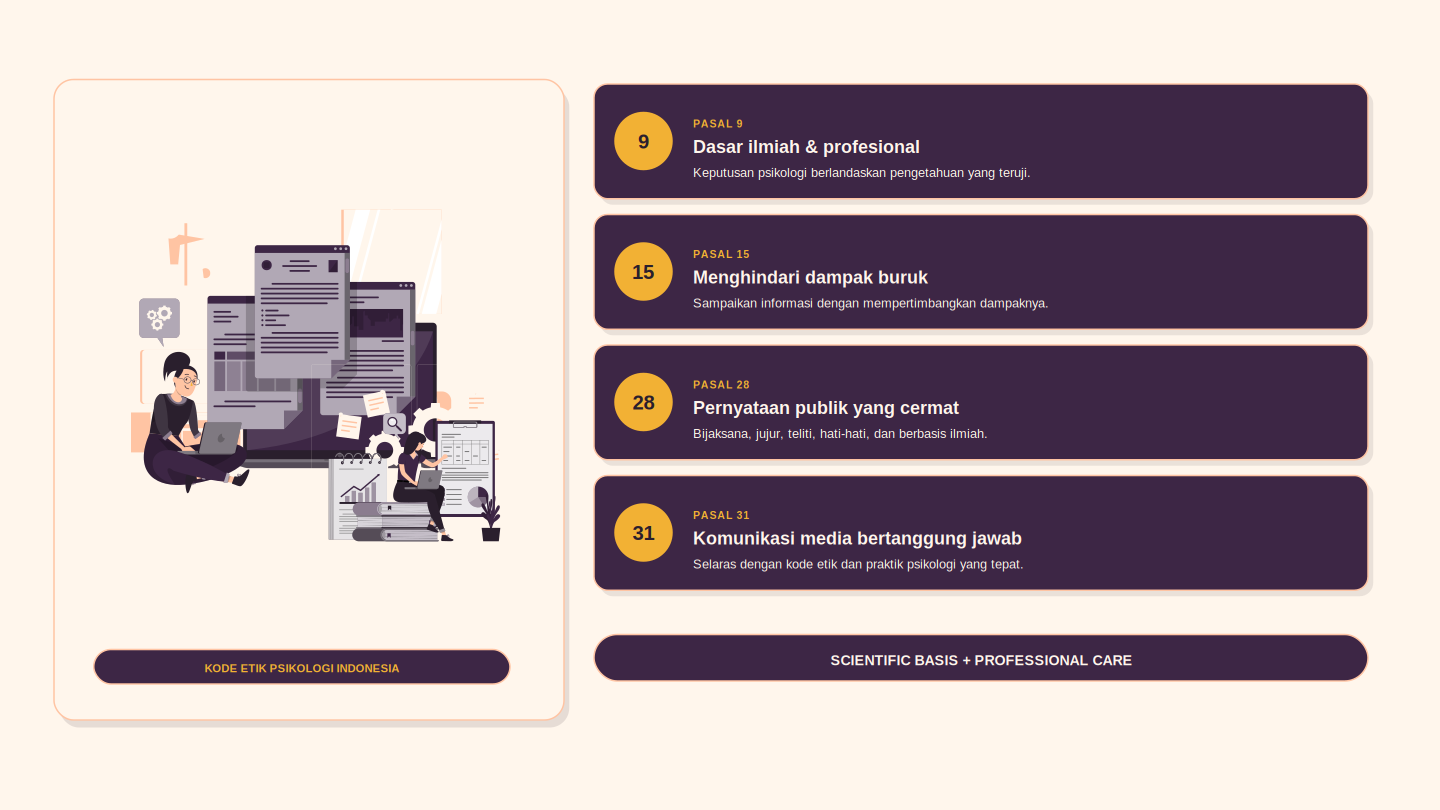 KODE ETIK PSIKOLOGI INDONESIA
9
PASAL 9
Dasar ilmiah & profesional
Keputusan psikologi berlandaskan pengetahuan yang teruji.
15
PASAL 15
Menghindari dampak buruk
Sampaikan informasi dengan mempertimbangkan dampaknya.
28
PASAL 28
Pernyataan publik yang cermat
Bijaksana, jujur, teliti, hati-hati, dan berbasis ilmiah.
31
PASAL 31
Komunikasi media bertanggung jawab
Selaras dengan kode etik dan praktik psikologi yang tepat.
SCIENTIFIC BASIS + PROFESSIONAL CARE